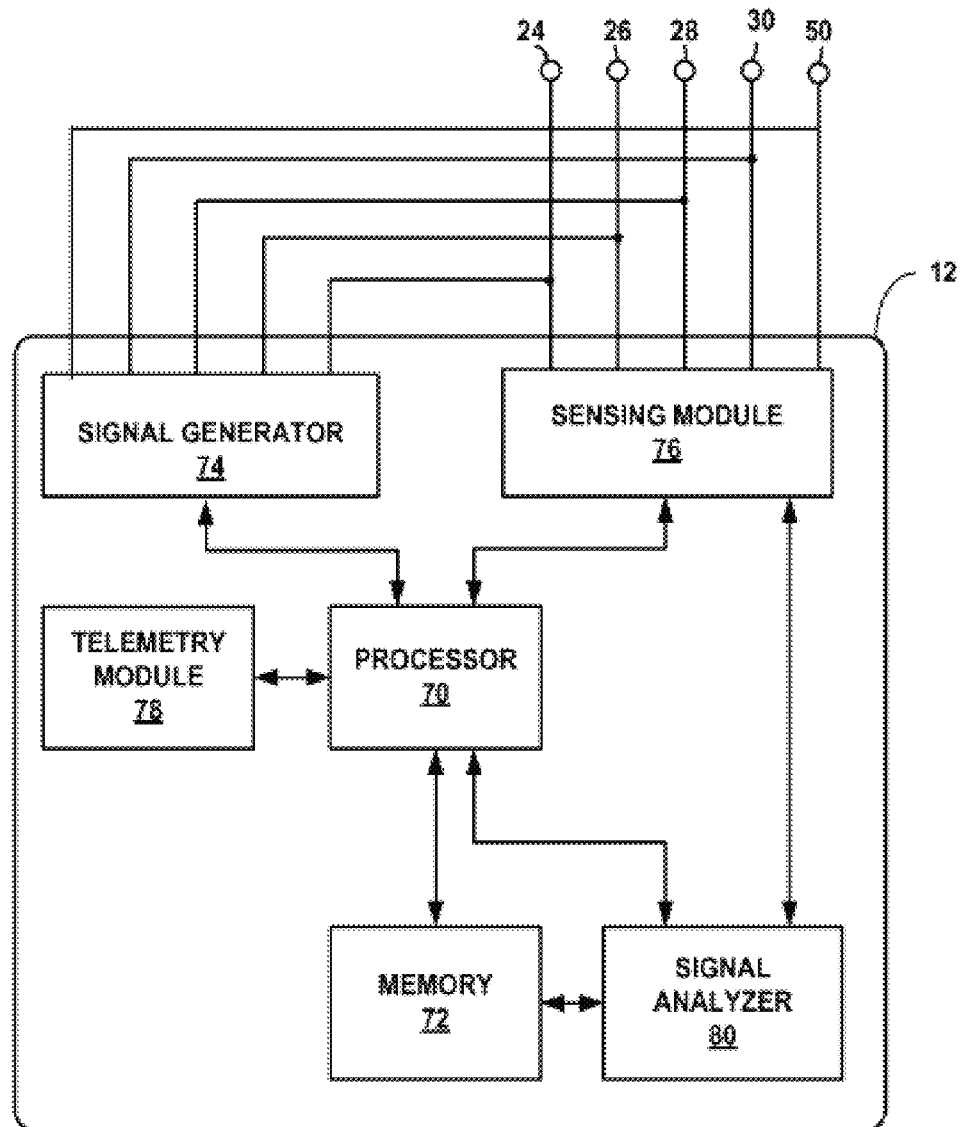 24 26 28 30 50
12
SIGNAL GENERATOR
74
SENSING MODULE
76
TELEMETRY
MODULE
78
PROCESSOR
70
MEMORY
72
SIGNAL
ANALYZER
80